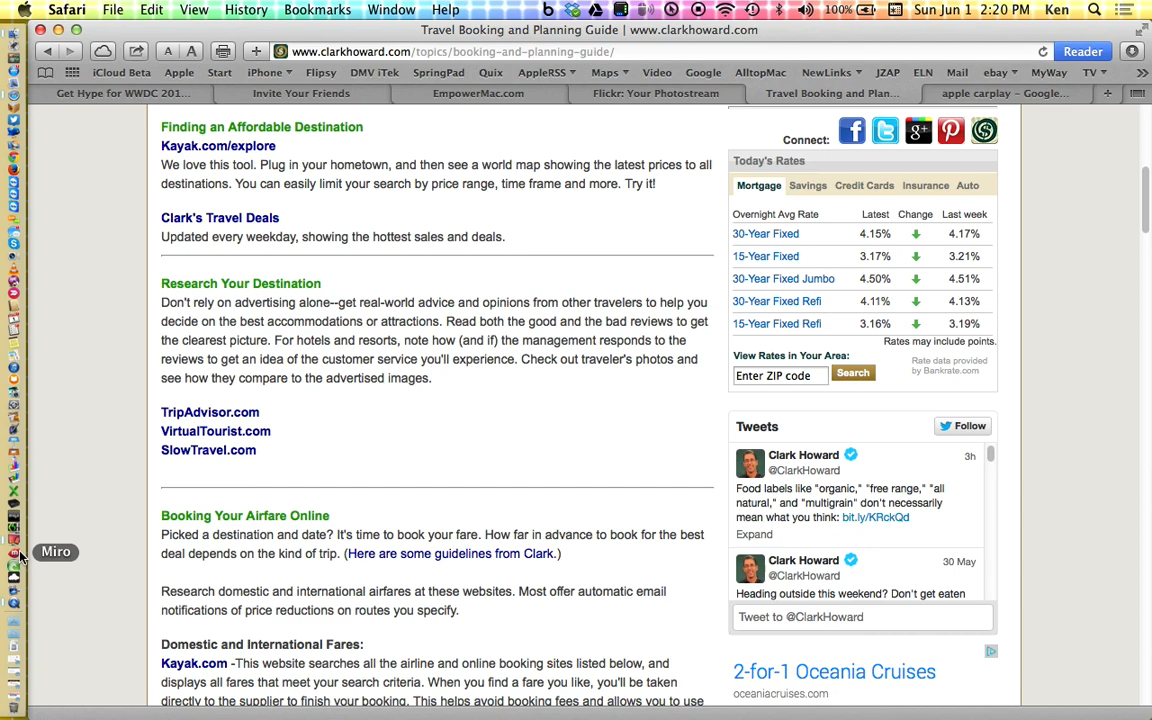 Safari File Edit View History Bookmarks Window Help 100% Sun Jun 1 2:20 PM Ken
Travel Booking and Planning Guide | www.clarkhoward.com
A A www.clarkhoward.com/topics/booking-and-planning-guide/ Reader
iCloud Beta Apple Start iPhone Flipsy DMV iTek SpringPad Quix AppleRSS Maps Video Google AlltopMac NewLinks JZAP ELN Mail ebay MyWay TV
Get Hype for WWDC 201... Invite Your Friends EmpowerMac.com Flickr: Your Photostream Travel Booking and Plan... apple carplay – Google...
Finding an Affordable Destination
Kayak.com/explore
We love this tool. Plug in your hometown, and then see a world map showing the latest prices to all
destinations. You can easily limit your search by price range, time frame and more. Try it!
Clark's Travel Deals
Updated every weekday, showing the hottest sales and deals.
Research Your Destination
Don't rely on advertising alone--get real-world advice and opinions from other travelers to help you
decide on the best accommodations or attractions. Read both the good and the bad reviews to get
the clearest picture. For hotels and resorts, note how (and if) the management responds to the
reviews to get an idea of the customer service you'll experience. Check out traveler's photos and
see how they compare to the advertised images.
TripAdvisor.com
VirtualTourist.com
SlowTravel.com
Booking Your Airfare Online
Picked a destination and date? It's time to book your fare. How far in advance to book for the best
deal depends on the kind of trip. (Here are some guidelines from Clark.)
Miro
Research domestic and international airfares at these websites. Most offer automatic email
notifications of price reductions on routes you specify.
Domestic and International Fares:
Kayak.com -This website searches all the airline and online booking sites listed below, and
displays all fares that meet your search criteria. When you find a fare you like, you'll be taken
directly to the supplier to finish your booking. This helps avoid booking fees and allows you to use
Connect:
Today's Rates
Mortgage Savings Credit Cards Insurance Auto
Overnight Avg Rate Latest Change Last week
30-Year Fixed 4.15% 4.17%
15-Year Fixed 3.17% 3.21%
30-Year Fixed Jumbo 4.50% 4.51%
30-Year Fixed Refi 4.11% 4.13%
15-Year Fixed Refi 3.16% 3.19%
Rates may include points.
View Rates in Your Area:
Enter ZIP code Search
Rate data provided
by Bankrate.com
Tweets Follow
Clark Howard 3h
@ClarkHoward
Food labels like "organic," "free range," "all
natural," and "multigrain" don't necessarily
mean what you think: bit.ly/KRckQd
Expand
Clark Howard 30 May
@ClarkHoward
Heading outside this weekend? Don't get eaten
Tweet to @ClarkHoward
2-for-1 Oceania Cruises
oceaniacruises.com